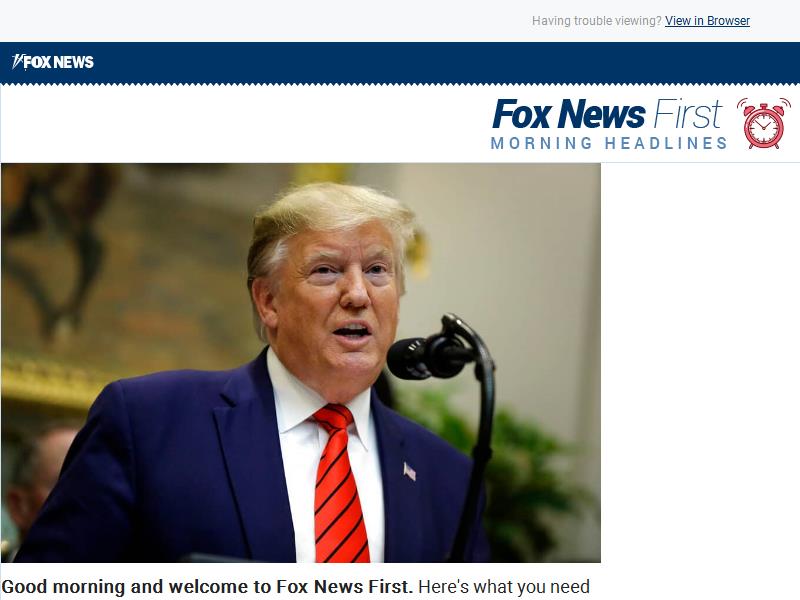 Having trouble viewing? View in Browser
FOX NEWS
Fox News First
MORNING HEADLINES
Good morning and welcome to Fox News First. Here's what you need